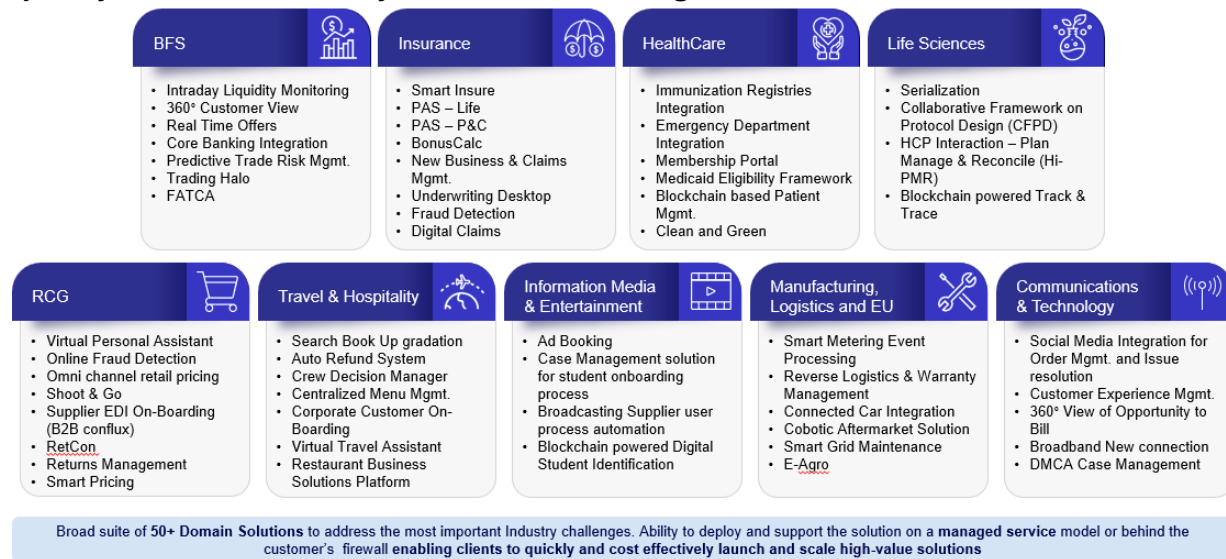 BFS
Intraday Liquidity Monitoring
360° Customer View
Real Time Offers
Core Banking Integration
Predictive Trade Risk Mgmt.
Trading Halo
FATCA
Insurance
Smart Insure
PAS – Life
PAS – P&C
BonusCalc
New Business & Claims
Mgmt.
Underwriting Desktop
Fraud Detection
Digital Claims
HealthCare
Immunization Registries
Integration
Emergency Department
Integration
Membership Portal
Medicaid Eligibility Framework
Blockchain based Patient
Mgmt.
Clean and Green
Life Sciences
Serialization
Collaborative Framework on
Protocol Design (CFPD)
HCP Interaction – Plan
Manage & Reconcile (Hi-
PMR)
Blockchain powered Track &
Trace
RCG
Virtual Personal Assistant
Online Fraud Detection
Omni channel retail pricing
Shoot & Go
Supplier EDI On-Boarding
(B2B conflux)
RetCon
Returns Management
Smart Pricing
Travel & Hospitality
Search Book Up gradation
Auto Refund System
Crew Decision Manager
Centralized Menu Mgmt.
Corporate Customer On-
Boarding
Virtual Travel Assistant
Restaurant Business
Solutions Platform
Information Media
& Entertainment
Ad Booking
Case Management solution
for student onboarding
process
Broadcasting Supplier user
process automation
Blockchain powered Digital
Student Identification
Manufacturing,
Logistics and EU
Smart Metering Event
Processing
Reverse Logistics & Warranty
Management
Connected Car Integration
Cobotic Aftermarket Solution
Smart Grid Maintenance
E-Agro
Communications
& Technology
Social Media Integration for
Order Mgmt. and Issue
resolution
Customer Experience Mgmt.
360° View of Opportunity to
Bill
Broadband New connection
DMCA Case Management
Broad suite of 50+ Domain Solutions to address the most important Industry challenges. Ability to deploy and support the solution on a managed service model or behind the
customer's firewall enabling clients to quickly and cost effectively launch and scale high-value solutions